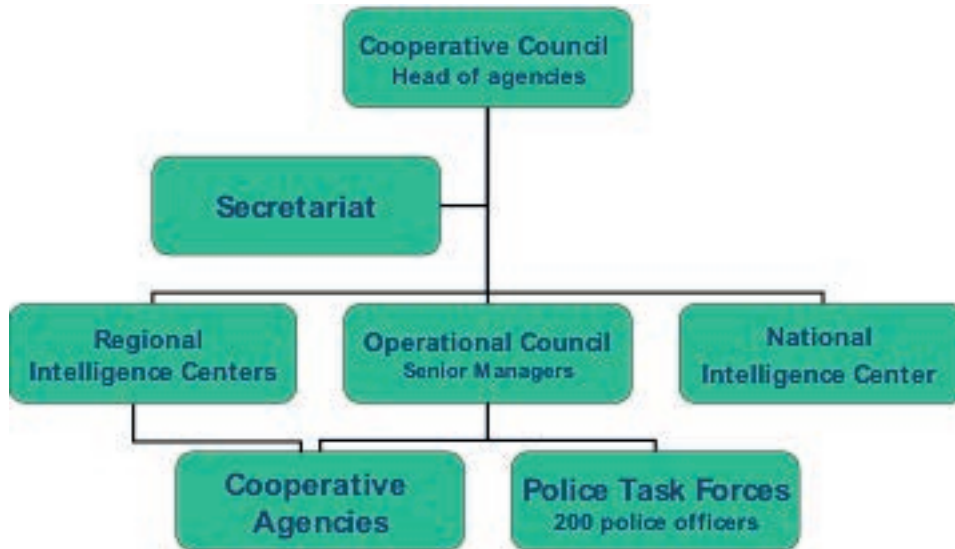 Cooperative Council
Head of agencies
Secretariat
Regional
Intelligence Centers
Operational Council
Senior Managers
National
Intelligence Center
Cooperative
Agencies
Police Task Forces
200 police officers